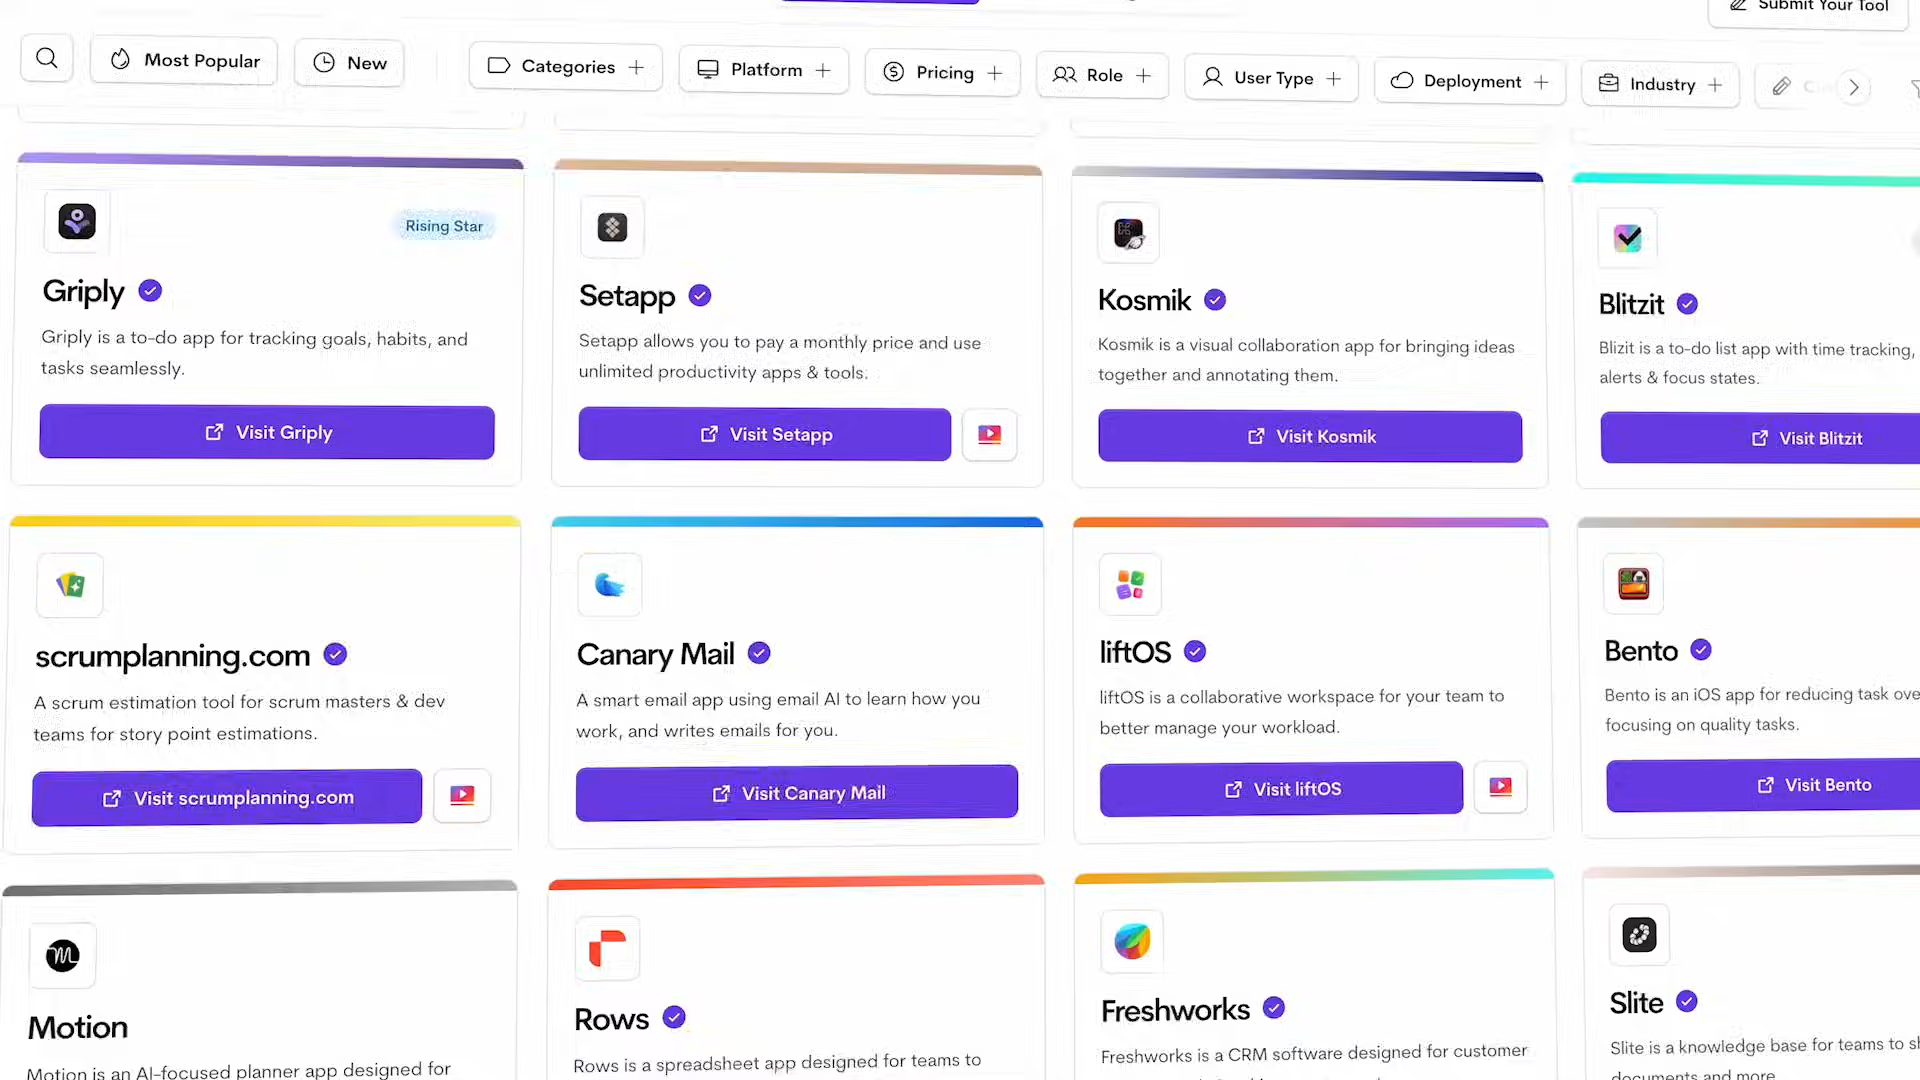 Submit Your Tool
Most Popular
New
Categories
Platform
Pricing
Role
User Type
Deployment
Industry
Rising Star
Griply
Griply is a to-do app for tracking goals, habits, and
tasks seamlessly.
Visit Griply
Setapp
Setapp allows you to pay a monthly price and use
unlimited productivity apps & tools.
Visit Setapp
Kosmik
Kosmik is a visual collaboration app for bringing ideas
together and annotating them.
Visit Kosmik
Blitzit
Blizit is a to-do list app with time tracking,
alerts & focus states.
Visit Blitzit
scrumplanning.com
A scrum estimation tool for scrum masters & dev
teams for story point estimations.
Visit scrumplanning.com
Canary Mail
A smart email app using email AI to learn how you
work, and writes emails for you.
Visit Canary Mail
liftOS
liftOS is a collaborative workspace for your team to
better manage your workload.
Visit liftOS
Bento
Bento is an iOS app for reducing task
focusing on quality tasks.
Visit Bento
Motion
Motion is an AI-focused planner app designed for
Rows
Rows is a spreadsheet app designed for teams to
Freshworks
Freshworks is a CRM software designed for customer
Slite
Slite is a knowledge base for teams to
documents and more